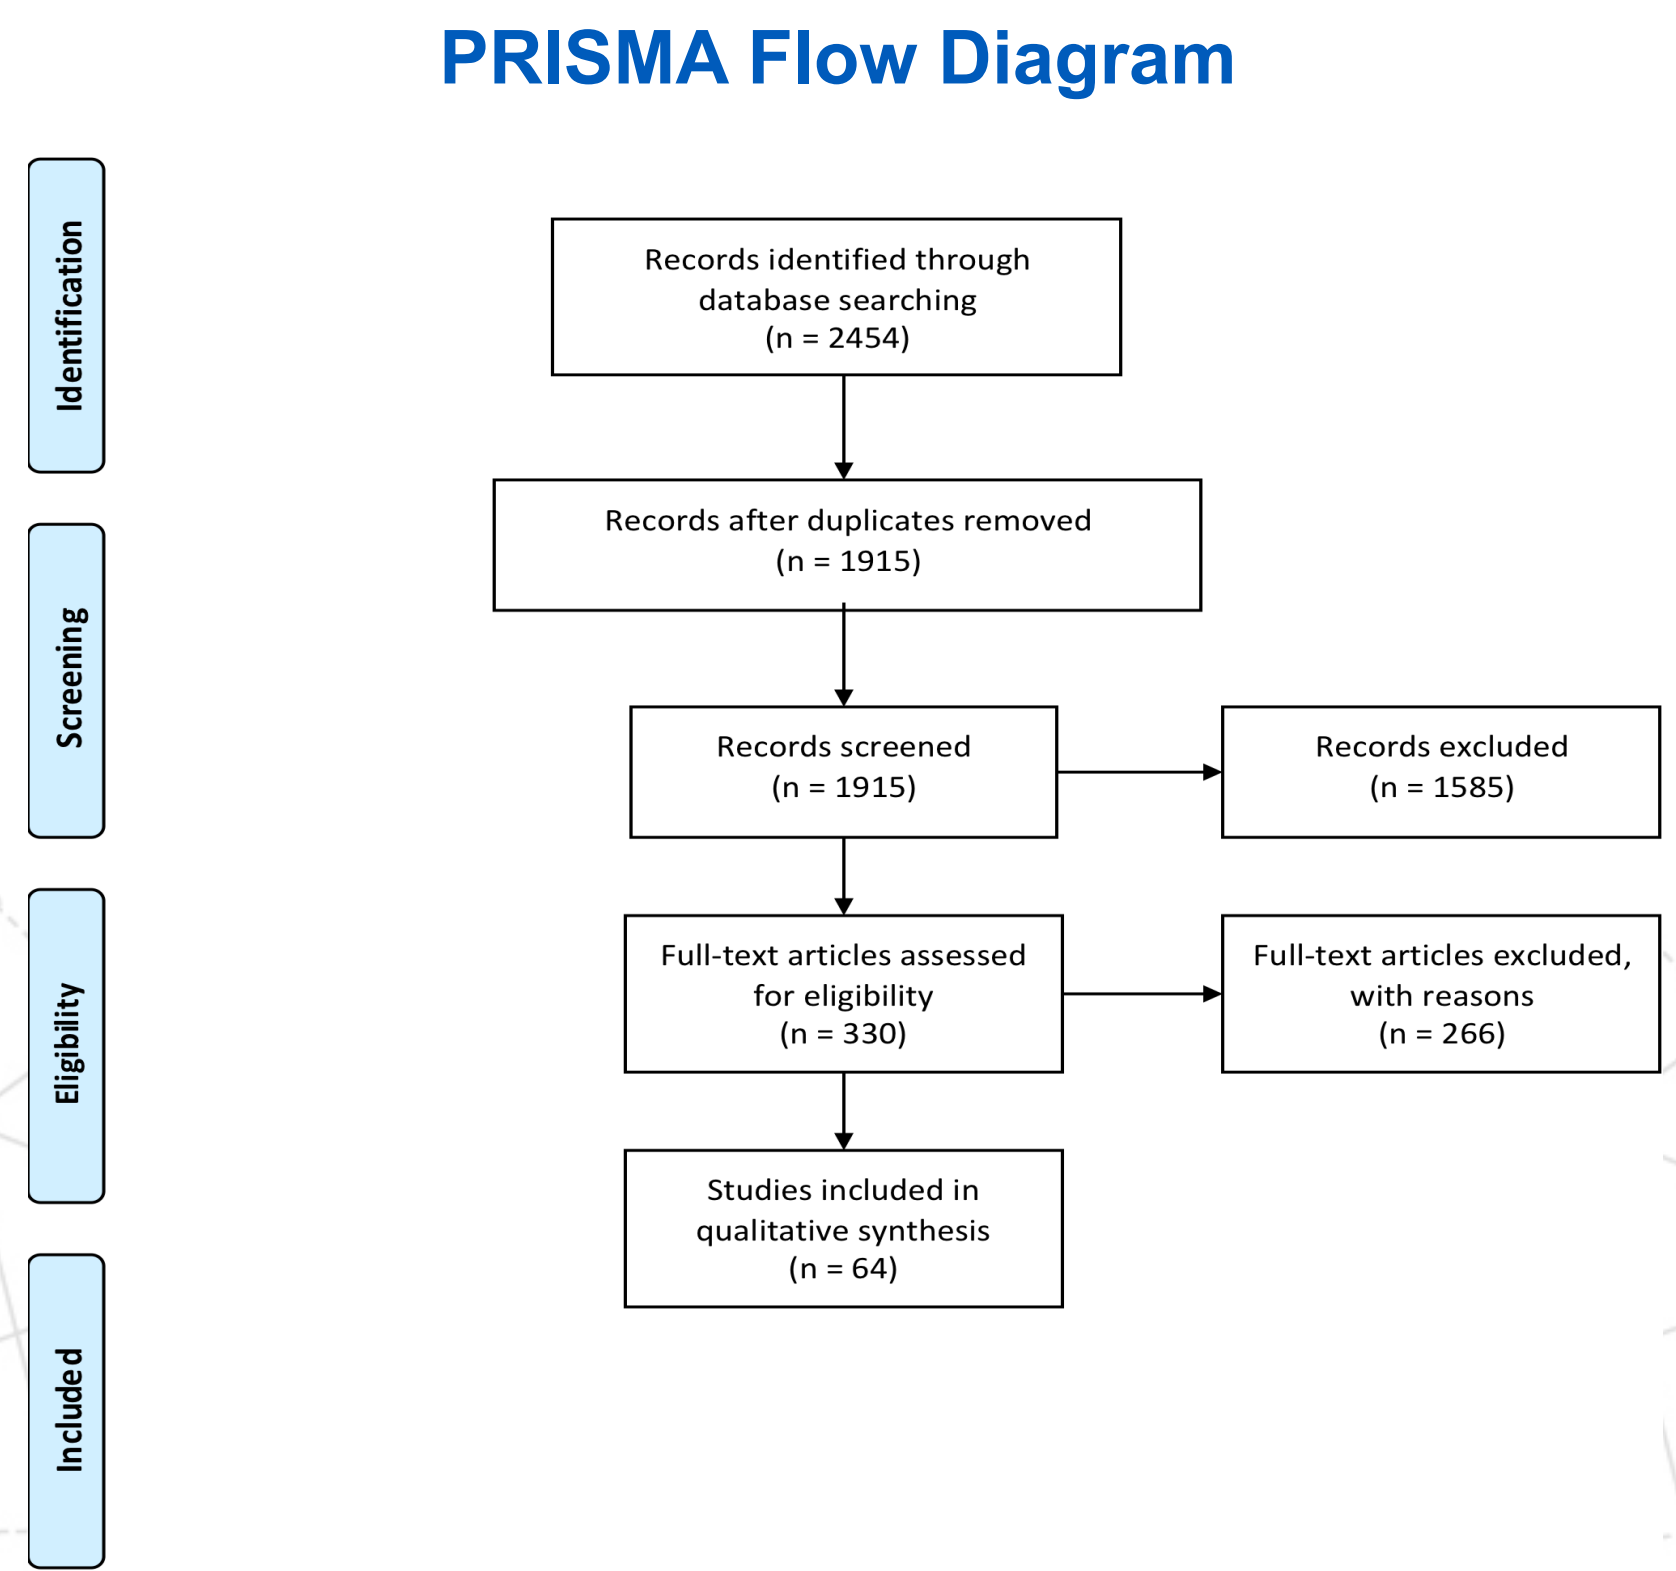 PRISMA Flow Diagram
Identification
Records identified through
database searching
(n = 2454)
Records after duplicates removed
(n = 1915)
Screening
Records screened
(n = 1915)
Records excluded
(n = 1585)
Eligibility
Full-text articles assessed
for eligibility
(n = 330)
Full-text articles excluded,
with reasons
(n = 266)
Studies included in
qualitative synthesis
(n = 64)
Included